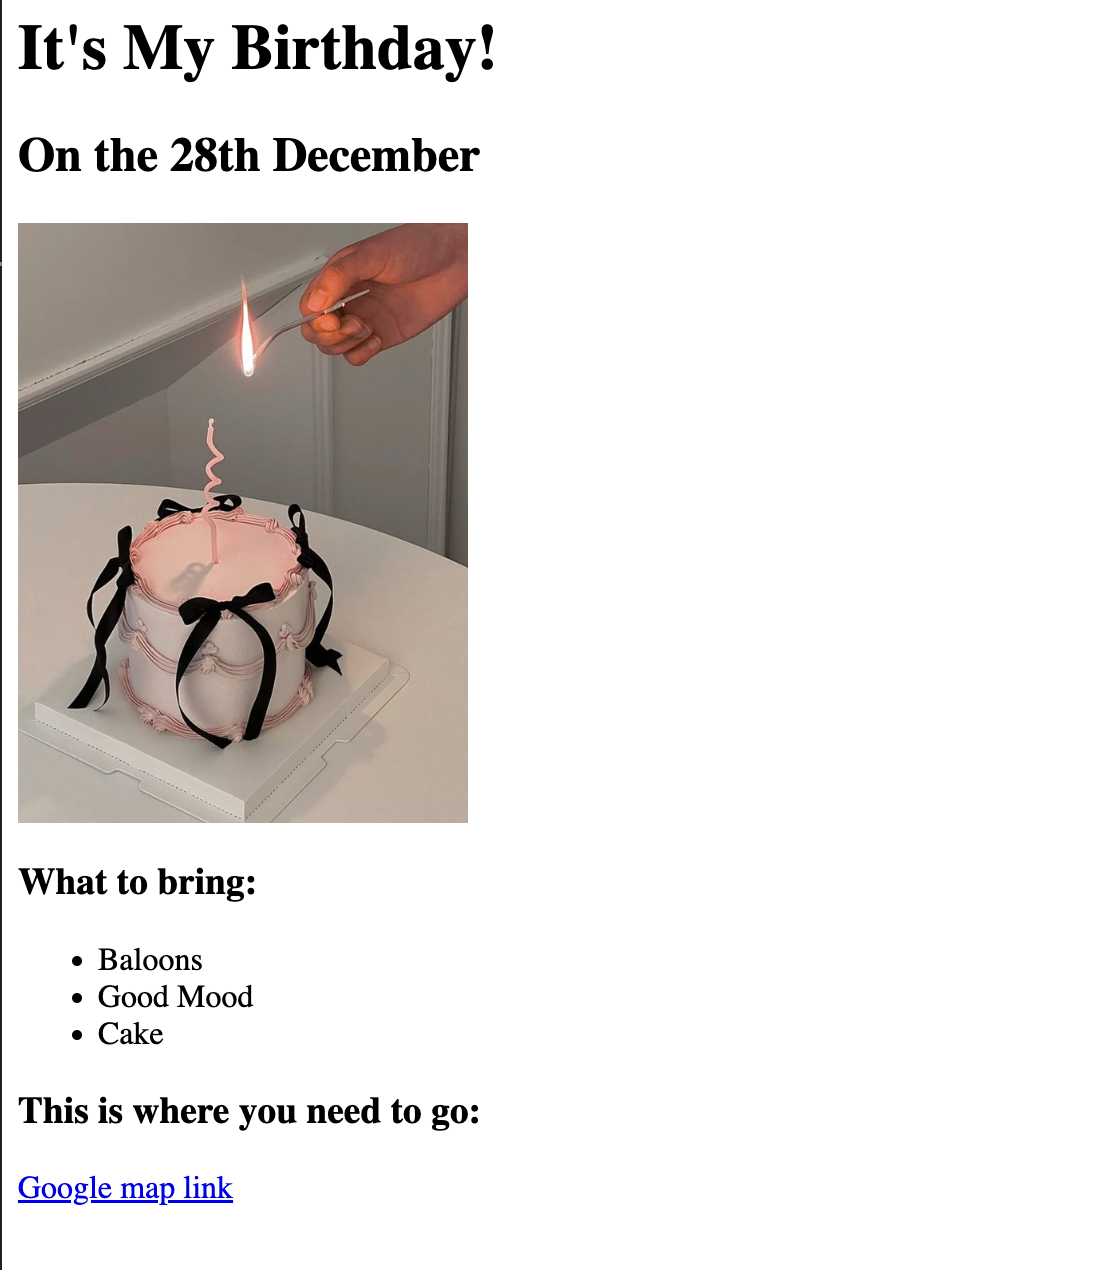 It's My Birthday!
On the 28th December
What to bring:
Baloons
Good Mood
Cake
This is where you need to go:
Google map link